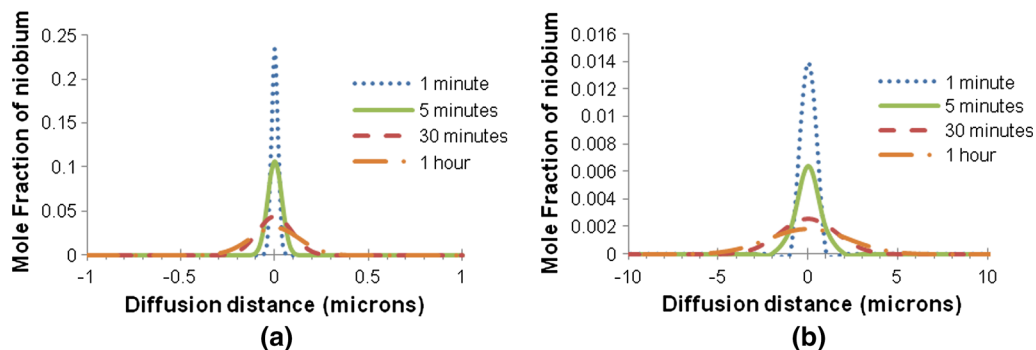 Mole Fraction of niobium
0.25
0.2
0.15
0.1
0.05
0
-1
-0.5
0
0.5
1
1 minute
5 minutes
30 minutes
1 hour
Diffusion distance (microns)
(a)
Mole Fraction of niobium
0.016
0.014
0.012
0.01
0.008
0.006
0.004
0.002
0
-10
-5
0
5
10
1 minute
5 minutes
30 minutes
1 hour
Diffusion distance (microns)
(b)